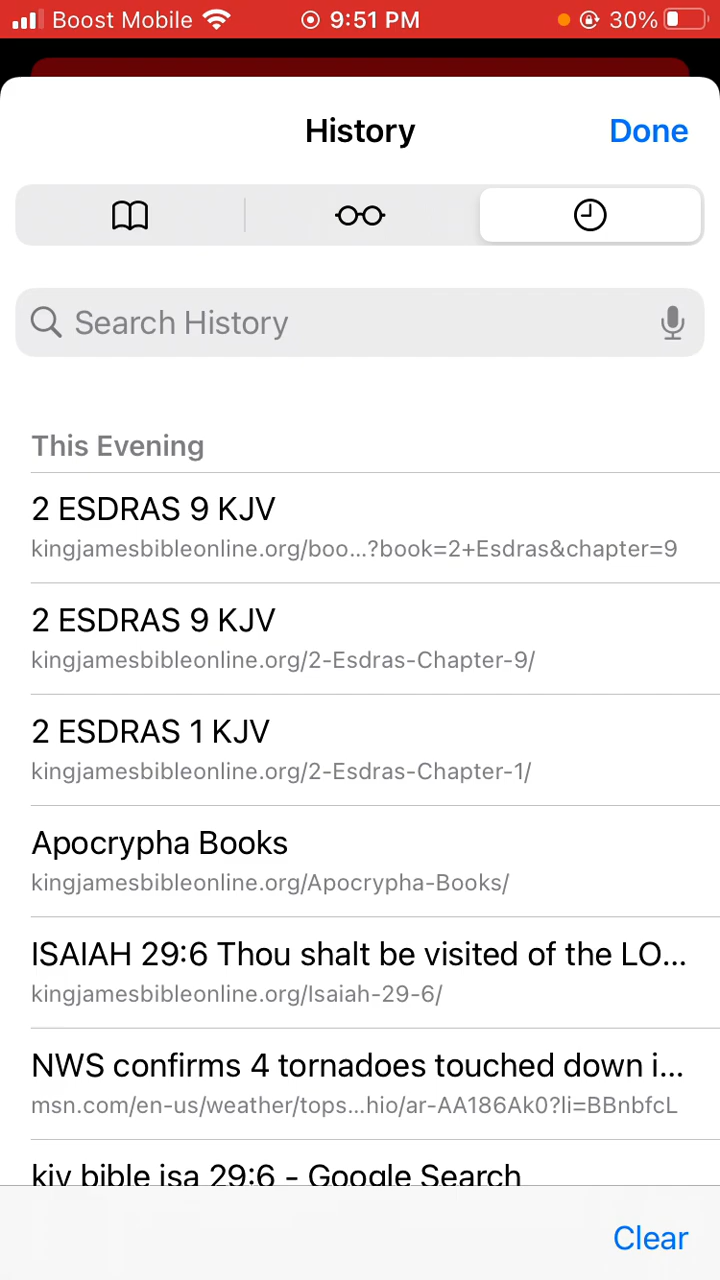 Boost Mobile 9:51 PM 30%
History Done
Search History
This Evening
2 ESDRAS 9 KJV
kingjamesbibleonline.org/boo...?book=2+Esdras&chapter=9
2 ESDRAS 9 KJV
kingjamesbibleonline.org/2-Esdras-Chapter-9/
2 ESDRAS 1 KJV
kingjamesbibleonline.org/2-Esdras-Chapter-1/
Apocrypha Books
kingjamesbibleonline.org/Apocrypha-Books/
ISAIAH 29:6 Thou shalt be visited of the LO...
kingjamesbibleonline.org/Isaiah-29-6/
NWS confirms 4 tornadoes touched down i...
msn.com/en-us/weather/tops...hio/ar-AA186Ak0?li=BBnbfcL
kjv bible isa 29:6 - Google Search
Clear